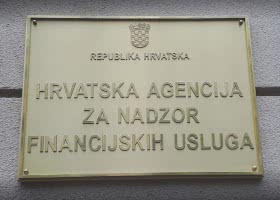 REPUBLIKA HRVATSKA
HRVATSKA AGENCIJA
ZA NADZOR
FINANCIJSKIH USLUGA